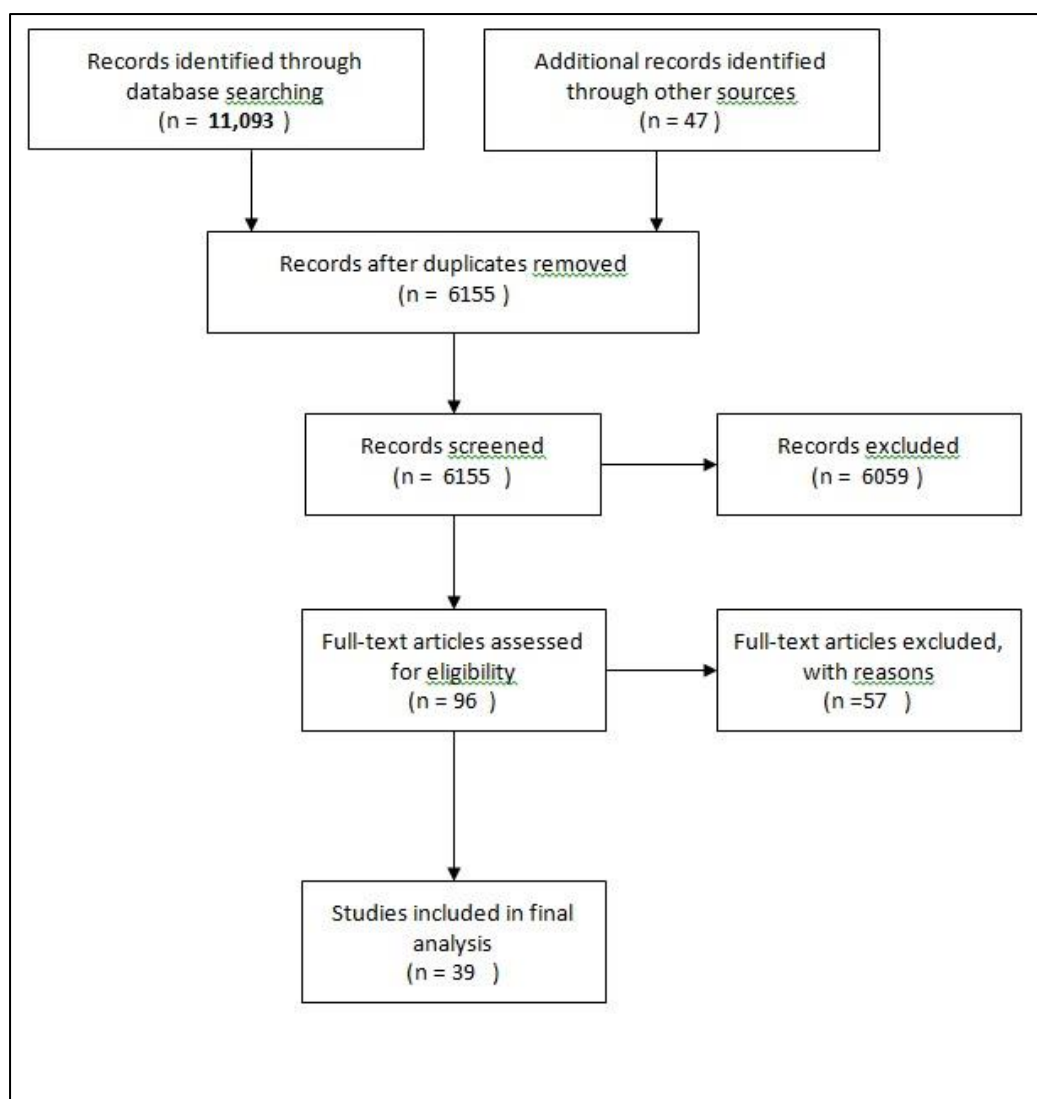 Records identified through
database searching
(n = 11,093 )
Additional records identified
through other sources
(n = 47 )
Records after duplicates removed
(n = 6155 )
Records screened
(n = 6155 )
Records excluded
(n = 6059 )
Full-text articles assessed
for eligibility
(n = 96 )
Full-text articles excluded,
with reasons
(n =57 )
Studies included in final
analysis
(n = 39 )